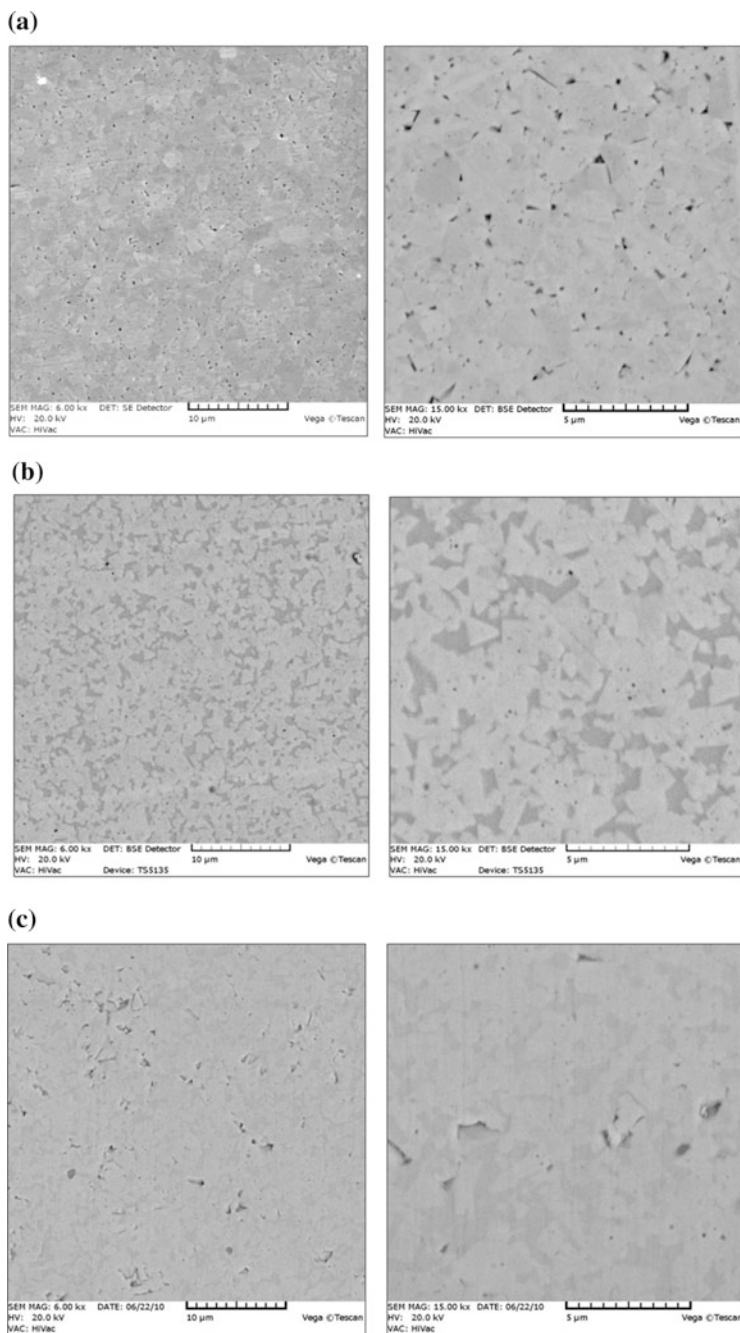 (a)
SEM MAG: 6.00 kx DET: SE Detector
HV: 20.0 kV 10 µm Vega ©Tescan
VAC: HiVac
SEM MAG: 15.00 kx DET: BSE Detector
HV: 20.0 kV 5 µm Vega ©Tescan
VAC: HiVac
(b)
SEM MAG: 6.00 kx DET: BSE Detector
HV: 20.0 kV 10 µm Vega ©Tescan
VAC: HiVac Device: TS5135
SEM MAG: 15.00 kx DET: BSE Detector
HV: 20.0 kV 5 µm Vega ©Tescan
VAC: HiVac Device: TS5135
(c)
SEM MAG: 6.00 kx DATE: 06/22/10
HV: 20.0 kV 10 µm Vega ©Tescan
VAC: HiVac
SEM MAG: 15.00 kx DATE: 06/22/10
HV: 20.0 kV 5 µm Vega ©Tescan
VAC: HiVac